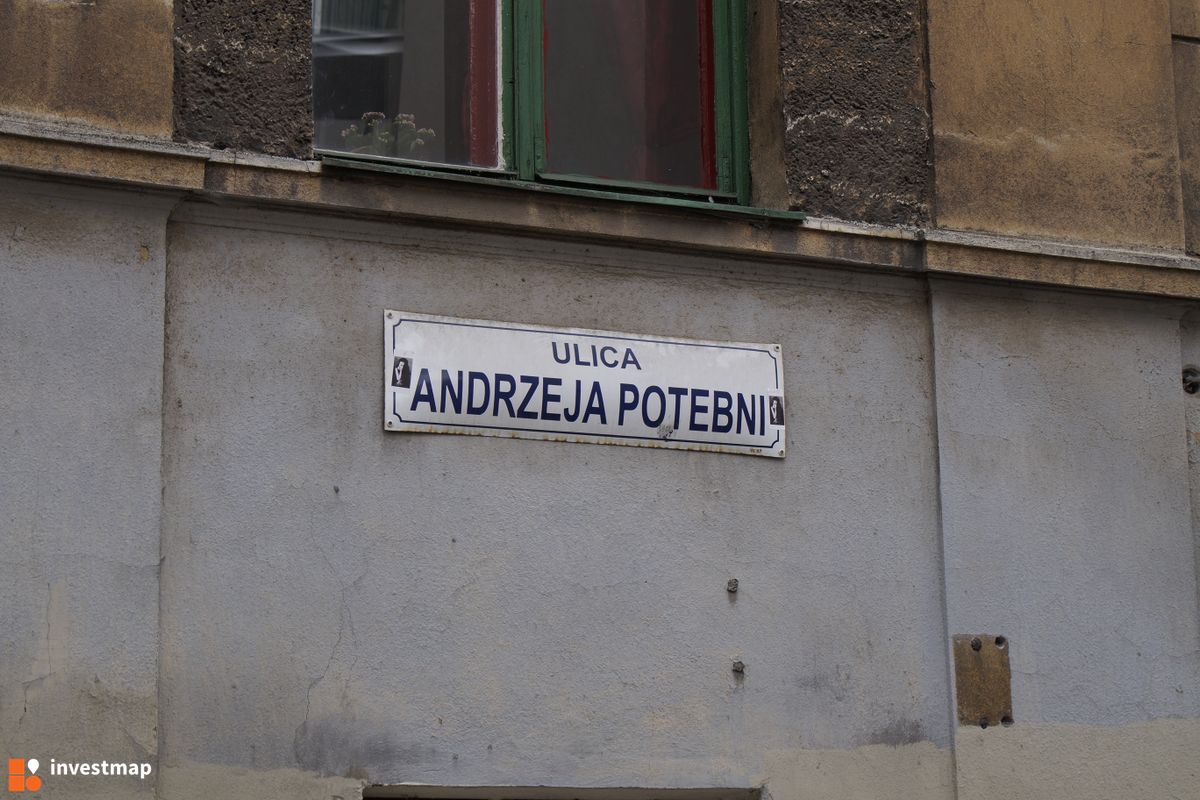 ULICA
ANDRZEJA POTEBNI
investmap